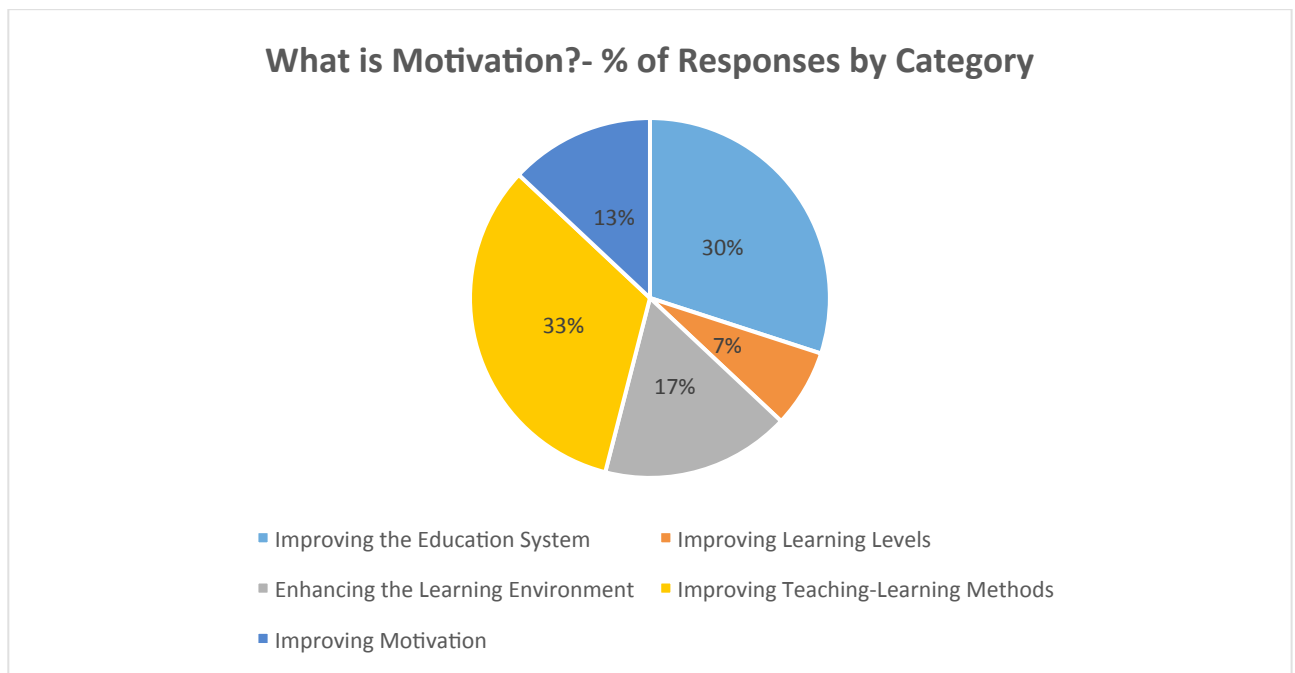 What is Motivation?- % of Responses by Category
13%
30%
33%
7%
17%
Improving the Education System
Improving Learning Levels
Enhancing the Learning Environment
Improving Teaching-Learning Methods
Improving Motivation